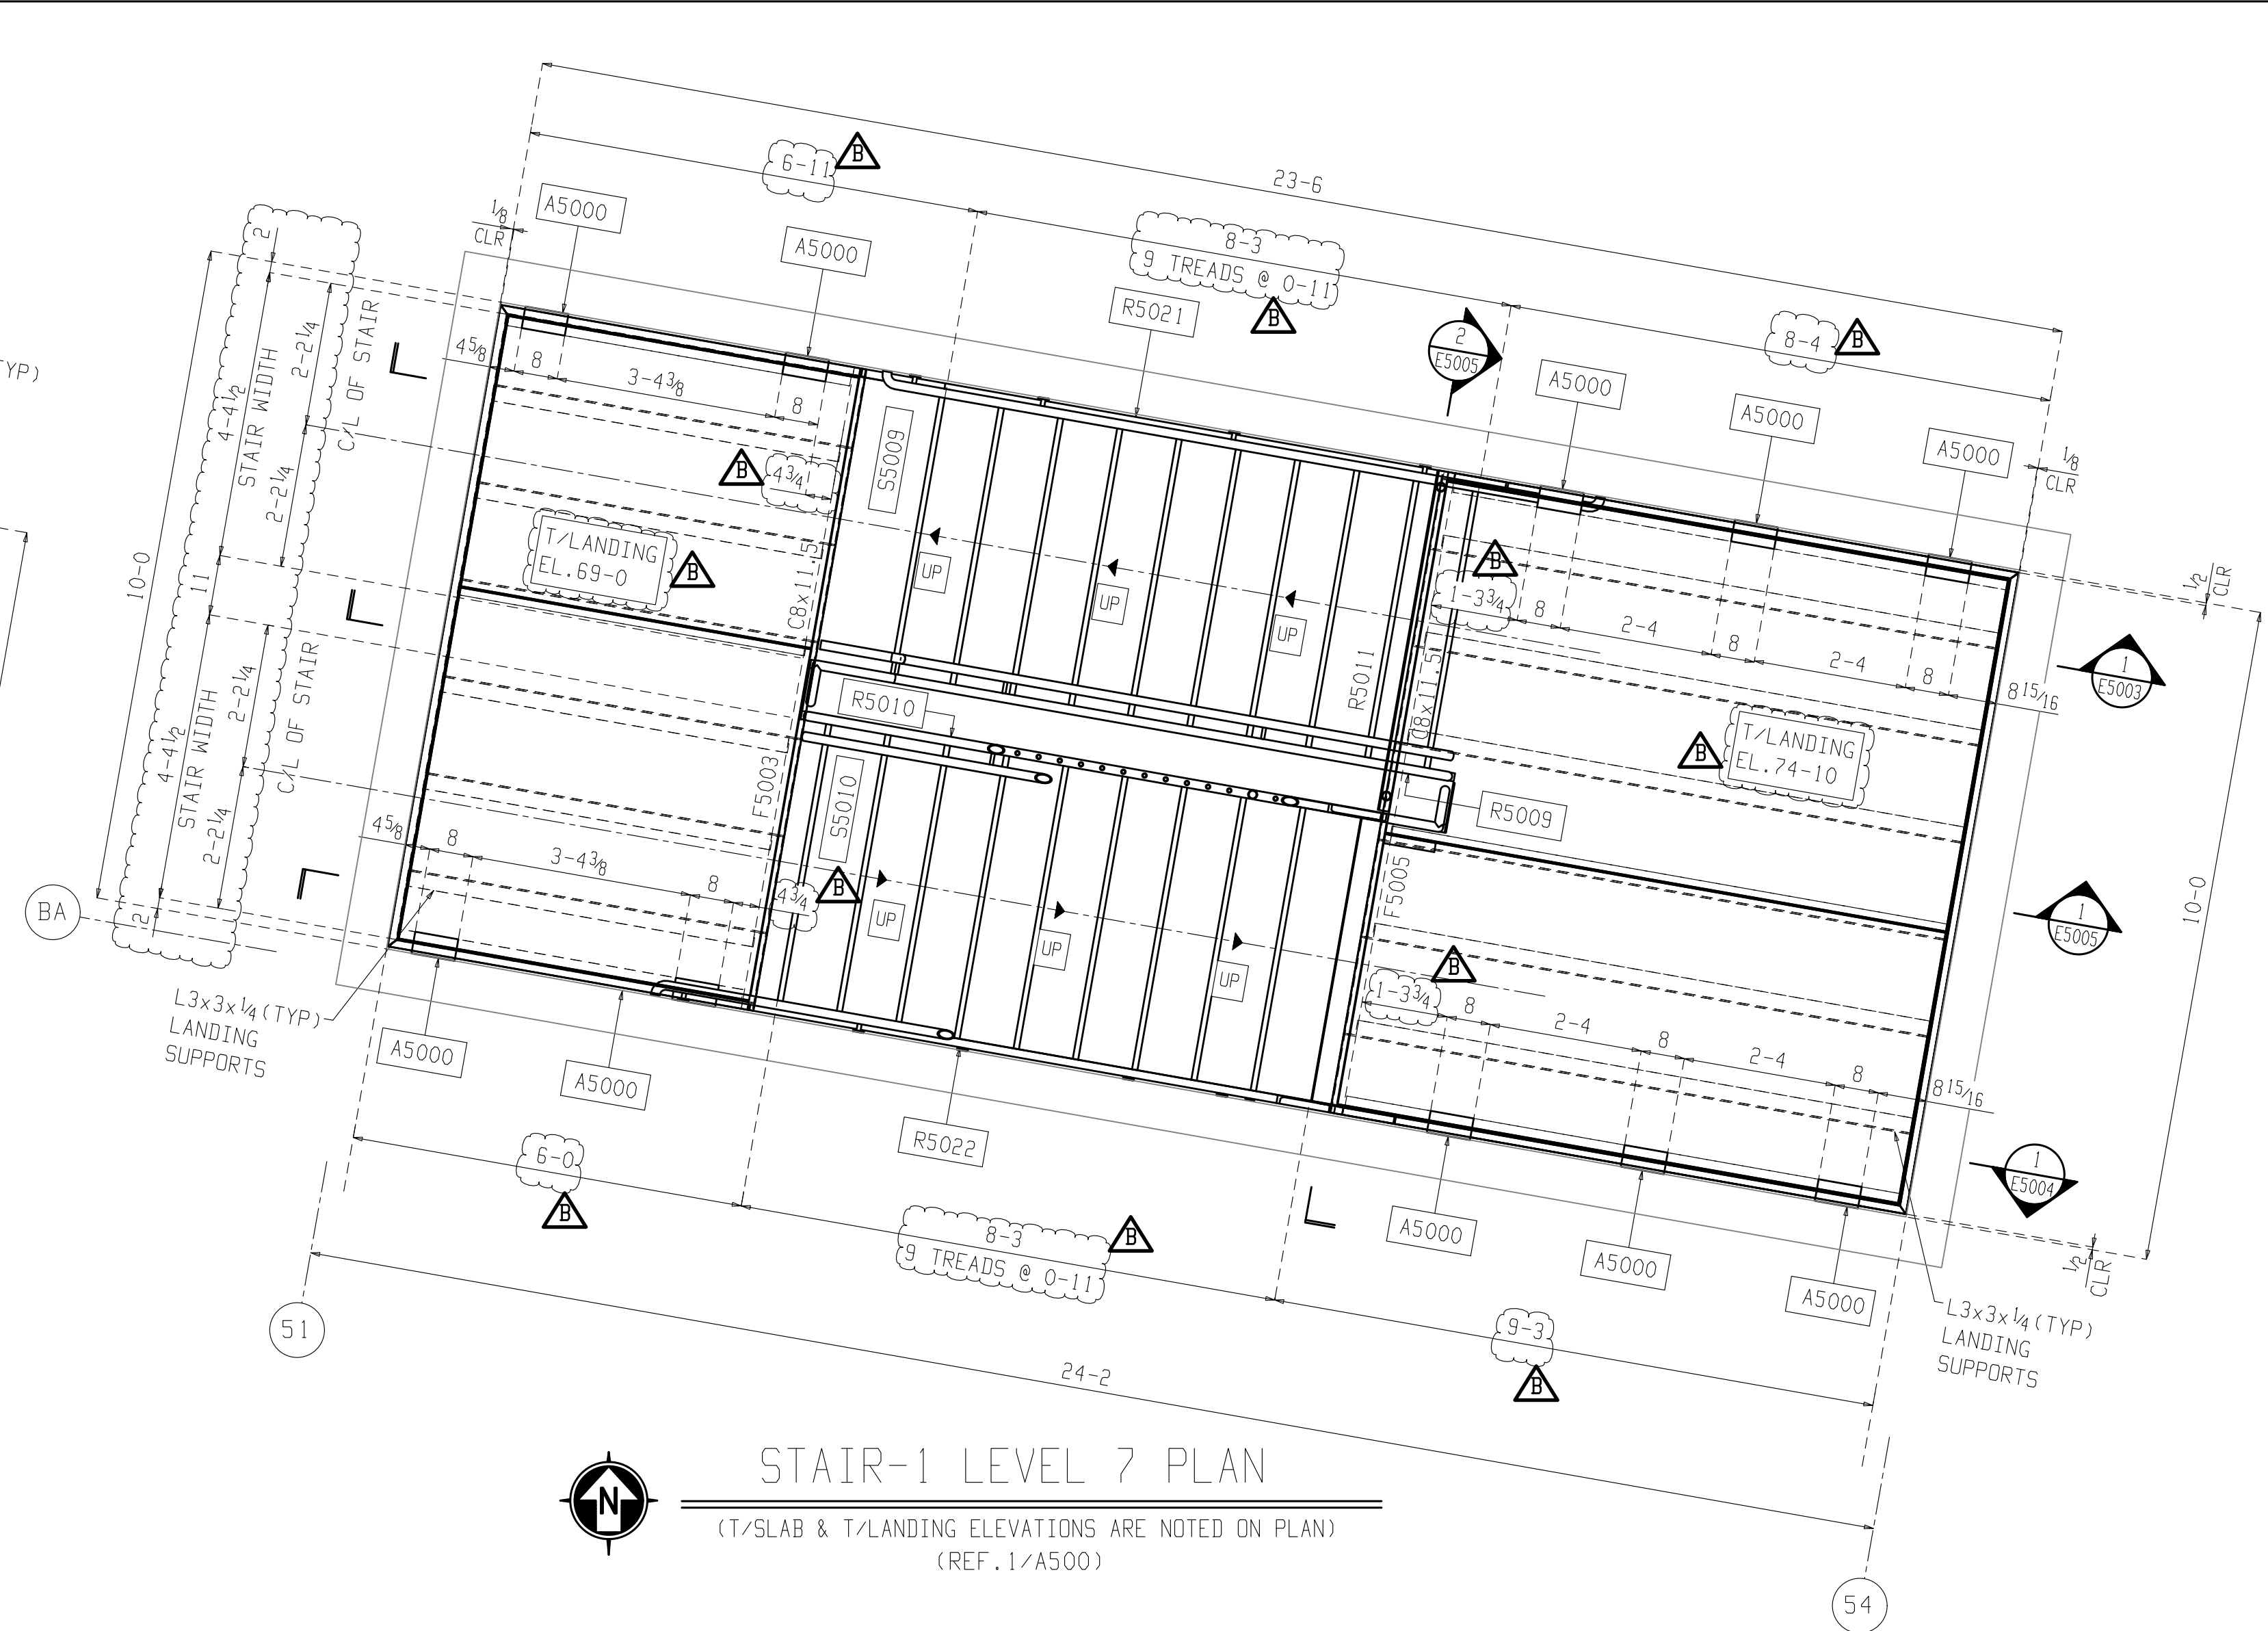 23-6
6-11
B
8-3
9 TREADS @ 0-11
B
8-4
B
1/8
CLR
A5000
A5000
R5021
2
E5005
A5000
A5000
A5000
1/8
CLR
1/2
CLR
2
4-4 1/2
STAIR WIDTH
2-2 1/4
2-2 1/4
C/L OF STAIR
11
10-0
4-4 1/2
STAIR WIDTH
2-2 1/4
2-2 1/4
C/L OF STAIR
2
TYP)
4 5/8
8
3-4 3/8
8
B
4 3/4
S5009
T/LANDING
EL.69-0
B
C8x11.5
UP
UP
UP
R5011
C8x11.5
B
1-3 3/4
8
2-4
8
2-4
8
8 15/16
1
E5003
T/LANDING
EL.74-10
B
R5010
R5009
F5003
S5010
F5005
1
E5005
10-0
4 5/8
8
3-4 3/8
8
4 3/4
B
UP
UP
UP
B
1-3 3/4
8
2-4
8
2-4
8
8 15/16
1
E5004
BA
L3x3x1/4(TYP)
LANDING
SUPPORTS
A5000
A5000
R5022
A5000
A5000
A5000
1/2
CLR
L3x3x1/4(TYP)
LANDING
SUPPORTS
6-0
B
8-3
9 TREADS @ 0-11
B
9-3
B
24-2
51
54
N
STAIR-1 LEVEL 7 PLAN
(T/SLAB & T/LANDING ELEVATIONS ARE NOTED ON PLAN)
(REF.1/A500)